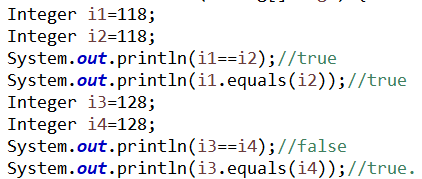 Integer i1=118;
Integer i2=118;
System.out.println(i1==i2);//true
System.out.println(i1.equals(i2));//true
Integer i3=128;
Integer i4=128;
System.out.println(i3==i4);//false
System.out.println(i3.equals(i4));//true.